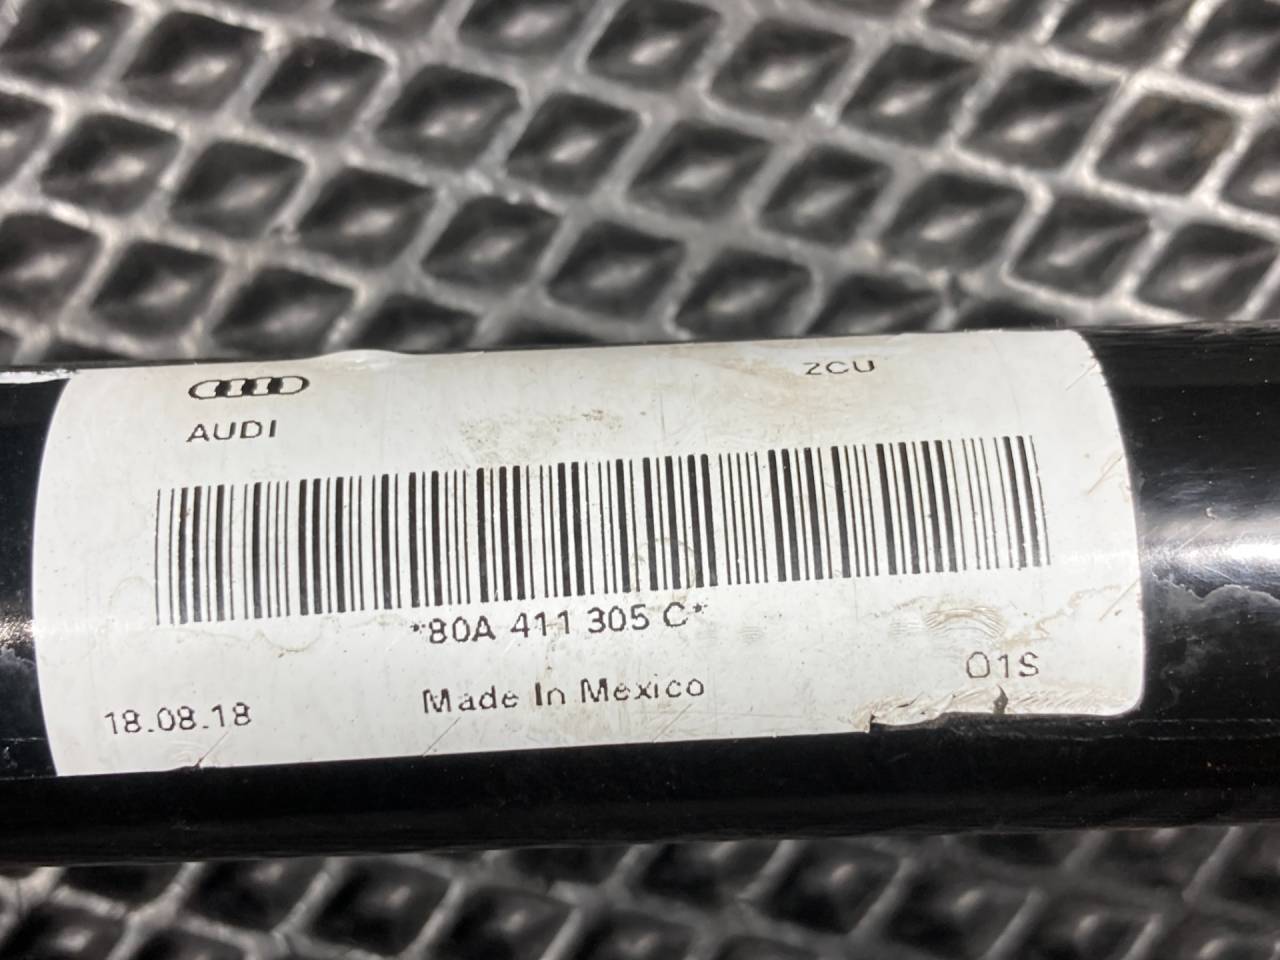 ZCU
AUDI
*80A 411 305 C*
01S
Made In Mexico
18.08.18